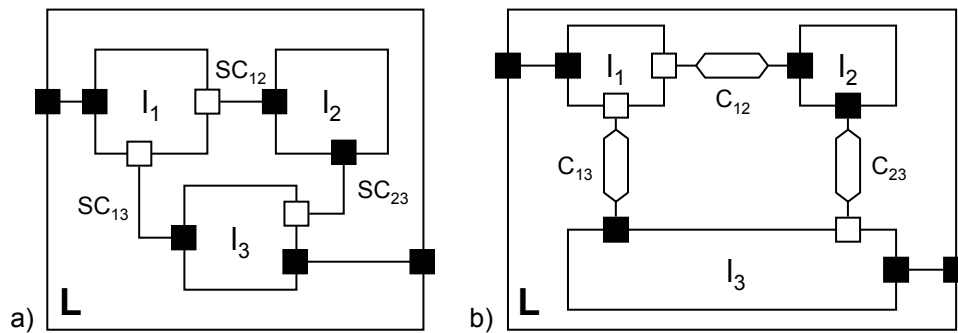 SC₁₂
I₁
I₂
SC₁₃
SC₂₃
I₃
L
a)
I₁
I₂
C₁₂
C₁₃
C₂₃
I₃
L
b)